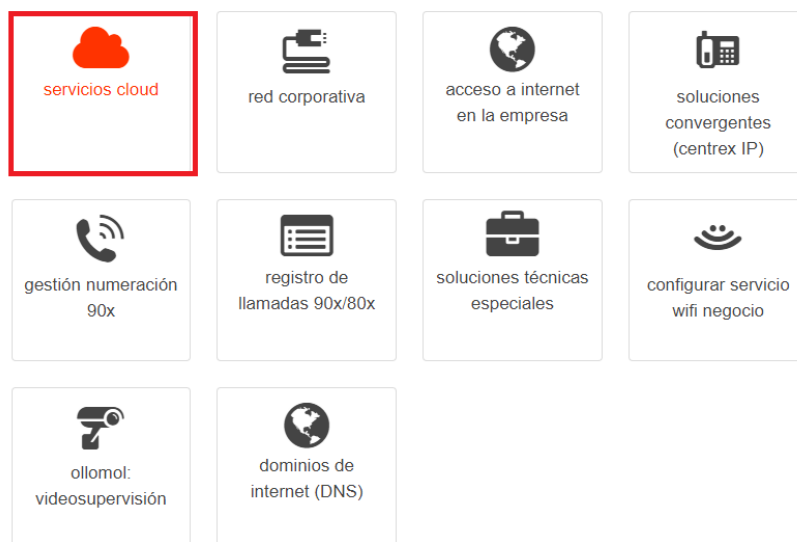 servicios cloud
red corporativa
acceso a internet
en la empresa
soluciones
convergentes
(centrex IP)
gestión numeración
90x
registro de
llamadas 90x/80x
soluciones técnicas
especiales
configurar servicio
wifi negocio
ollomol:
videosupervisión
dominios de
internet (DNS)